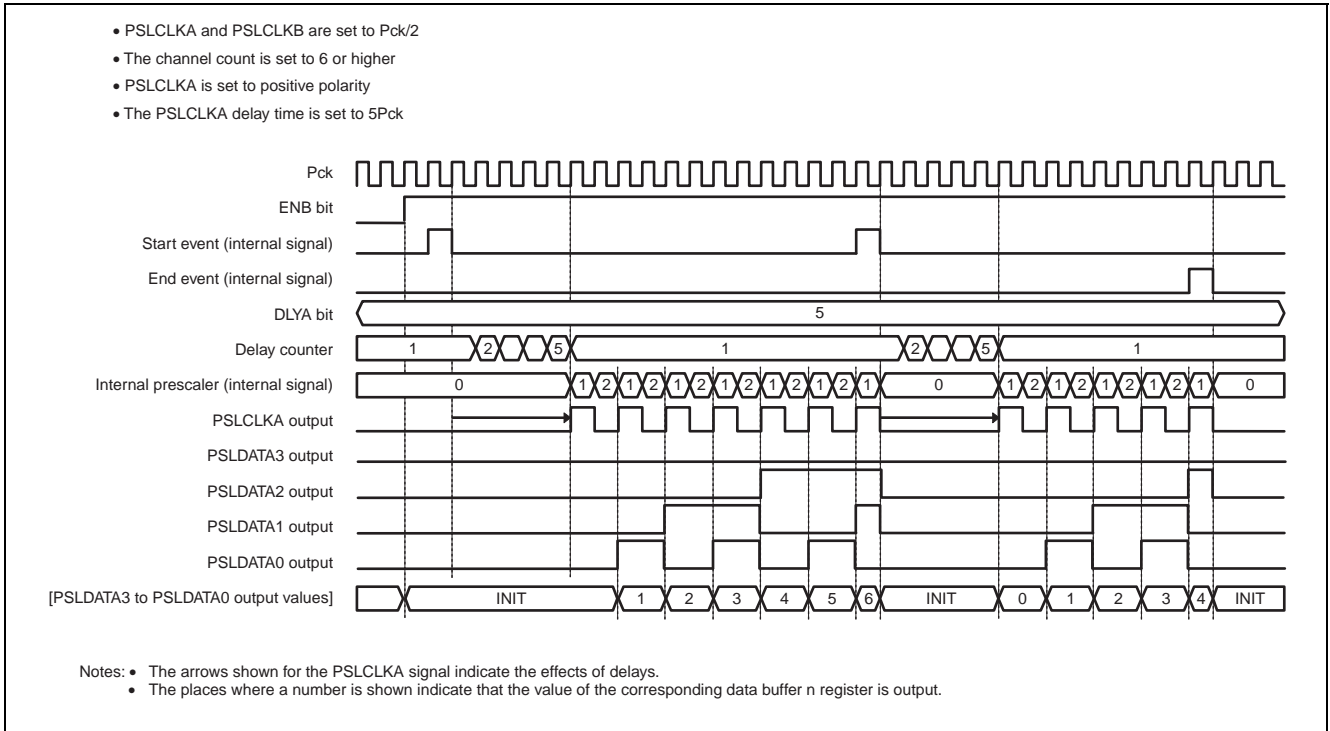 • PSLCLKA and PSLCLKB are set to Pck/2
• The channel count is set to 6 or higher
• PSLCLKA is set to positive polarity
• The PSLCLKA delay time is set to 5Pck
Pck
ENB bit
Start event (internal signal)
End event (internal signal)
DLYA bit
5
Delay counter
1 2 5 1 2 5 1
Internal prescaler (internal signal)
0 1 2 1 2 1 2 1 2 1 2 1 2 1 0 1 2 1 2 1 2 1 2 1 0
PSLCLKA output
PSLDATA3 output
PSLDATA2 output
PSLDATA1 output
PSLDATA0 output
[PSLDATA3 to PSLDATA0 output values]
INIT 1 2 3 4 5 6 INIT 0 1 2 3 4 INIT
Notes: • The arrows shown for the PSLCLKA signal indicate the effects of delays.
• The places where a number is shown indicate that the value of the corresponding data buffer n register is output.